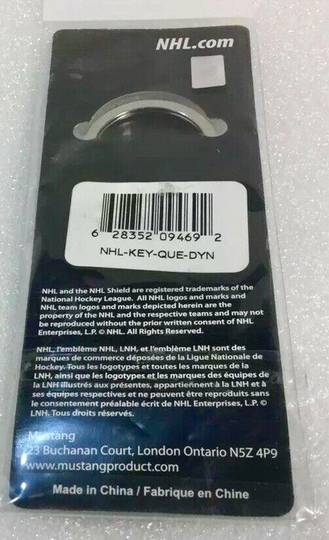 NHL.com
6 28352 09469 2
NHL-KEY-QUE-DYN
NHL and the NHL Shield are registered trademarks of the
National Hockey League. All NHL logos and marks and
NHL team logos and marks depicted herein are the
property of the NHL and the respective teams and may not
be reproduced without the prior written consent of NHL
Enterprises, L.P. © NHL. All Rights Reserved.
NHL, l'emblème NHL, LNH, et l'emblème LNH sont des
marques de commerce déposées de la Ligue Nationale de
Hockey. Tous les logotypes et toutes les marques de la
LNH, ainsi que les logotypes et les marques des équipes de
la LNH illustrés aux présentes, appartiennent à la LNH et à
ses équipes respectives et ne peuvent être reproduits sans
le consentement préalable écrit de NHL Enterprises, L.P. ©
LNH. Tous droits réservés.
Mustang
23 Buchanan Court, London Ontario N5Z 4P9
www.mustangproduct.com
Made in China / Fabrique en Chine